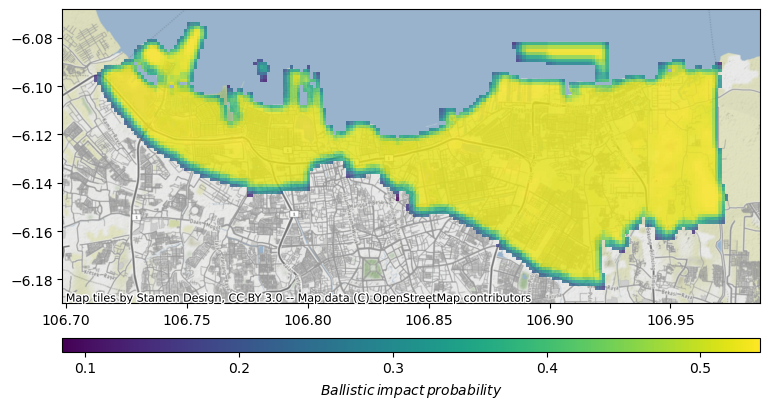 −6.08
−6.10
−6.12
−6.14
−6.16
−6.18
Map tiles by Stamen Design, CC BY 3.0 -- Map data (C) OpenStreetMap contributors
106.70 106.75 106.80 106.85 106.90 106.95
0.1 0.2 0.3 0.4 0.5
Ballistic impact probability